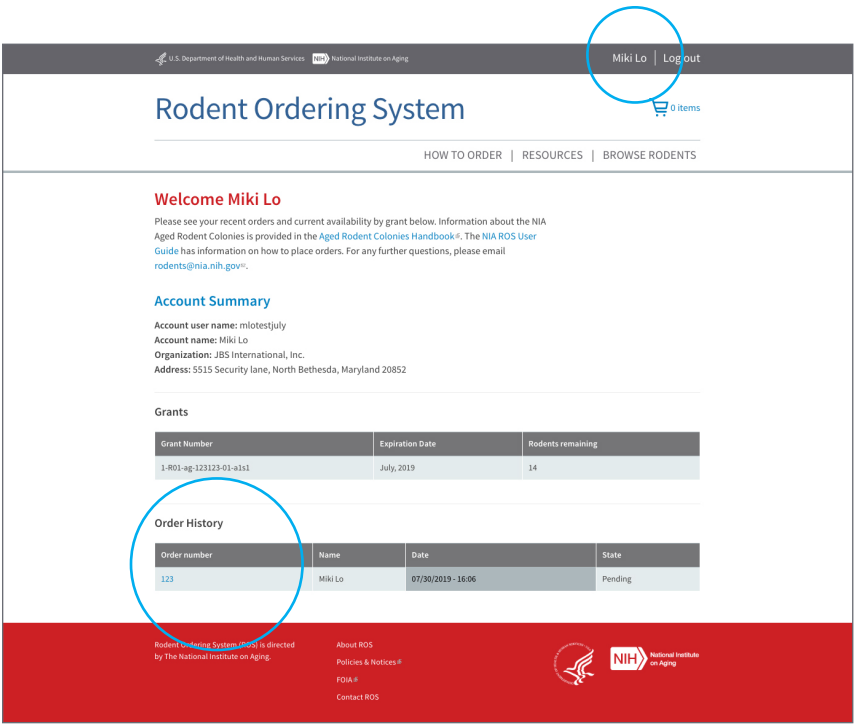 U.S. Department of Health and Human Services NIH National Institute on Aging Miki Lo | Log out
Rodent Ordering System
0 items
HOW TO ORDER | RESOURCES | BROWSE RODENTS
Welcome Miki Lo
Please see your recent orders and current availability by grant below. Information about the NIA
Aged Rodent Colonies is provided in the Aged Rodent Colonies Handbook. The NIA ROS User
Guide has information on how to place orders. For any further questions, please email
rodents@nia.nih.gov.
Account Summary
Account user name: mlotestjuly
Account name: Miki Lo
Organization: JBS International, Inc.
Address: 5515 Security lane, North Bethesda, Maryland 20852
Grants
Grant Number Expiration Date Rodents remaining
1-R01-ag-123123-01-a1s1 July, 2019 14
Order History
Order number Name Date State
123 Miki Lo 07/30/2019 - 16:06 Pending
Rodent Ordering System (ROS) is directed
by The National Institute on Aging.
About ROS
Policies & Notices
FOIA
Contact ROS
NIH National Institute
on Aging